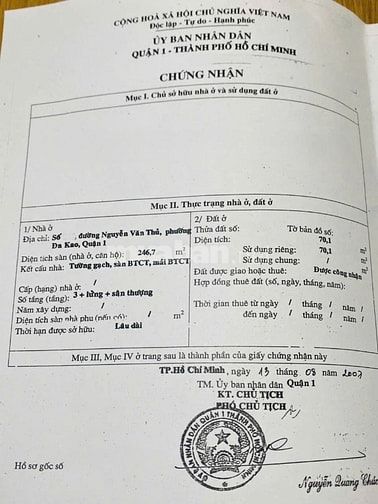 CỘNG HOÀ XÃ HỘI CHỦ NGHĨA VIỆT NAM
Độc lập - Tự do - Hạnh phúc
ỦY BAN NHÂN DÂN
QUẬN 1 - THÀNH PHỐ HỒ CHÍ MINH
CHỨNG NHẬN
Mục I. Chủ sở hữu nhà ở và sử dụng đất ở
Mục II. Thực trạng nhà ở, đất ở
1/ Nhà ở
Địa chỉ: Số , đường Nguyễn Văn Thủ, phường
Đa Kao, Quận 1
Diện tích sàn (nhà ở, căn hộ) 246,7 m²
Kết cấu nhà: Tường gạch, sàn BTCT, mái BTCT
Cấp (hạng) nhà ở: /
Số tầng (tầng): 3 + lửng + sân thượng
Năm xây dựng: /
Diện tích sàn nhà phụ (nếu có): / m²
Thời hạn được sở hữu: Lâu dài
2/ Đất ở
Thửa đất số: Tờ bản đồ số:
Diện tích: 70,1 m²
Sử dụng riêng: 70,1 m²
Sử dụng chung: / m²
Đất được giao hoặc thuê: Được công nhận
Hợp đồng thuê đất (số, ngày, tháng, năm):
Thời gian thuê từ ngày / tháng / năm
đến ngày / tháng / năm
Mục III, Mục IV ở trang sau là thành phần của giấy chứng nhận này
TP.Hồ Chí Minh, ngày 13 tháng 08 năm 2007
TM. Ủy ban nhân dân Quận 1
KT. CHỦ TỊCH
PHÓ CHỦ TỊCH
Hồ sơ gốc số
Nguyễn Quang